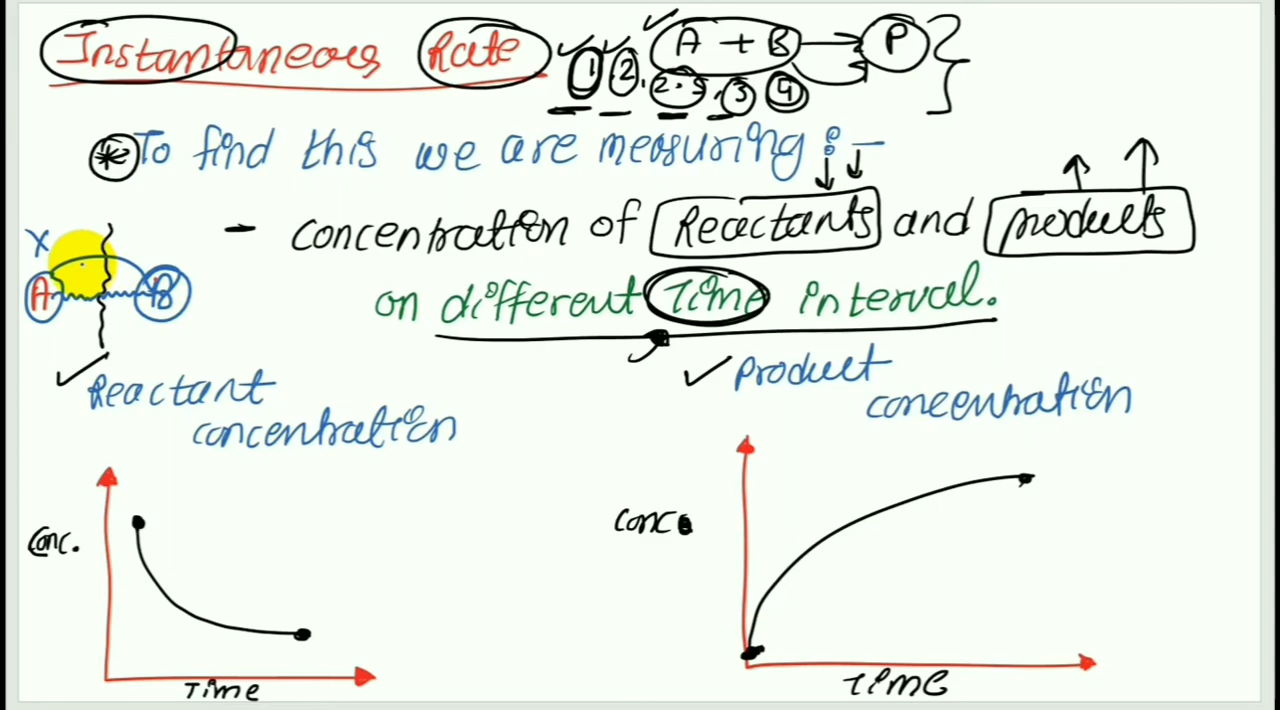 Instantaneous Rate
A + B → P
1, 2, 2.5, 3, 4
* To find this we are measuring :-
- concentration of Reactants and products
on different Time interval.
X
A B
Reactant
concentration
Product
concentration
Conc.
Time
Conc.
Time